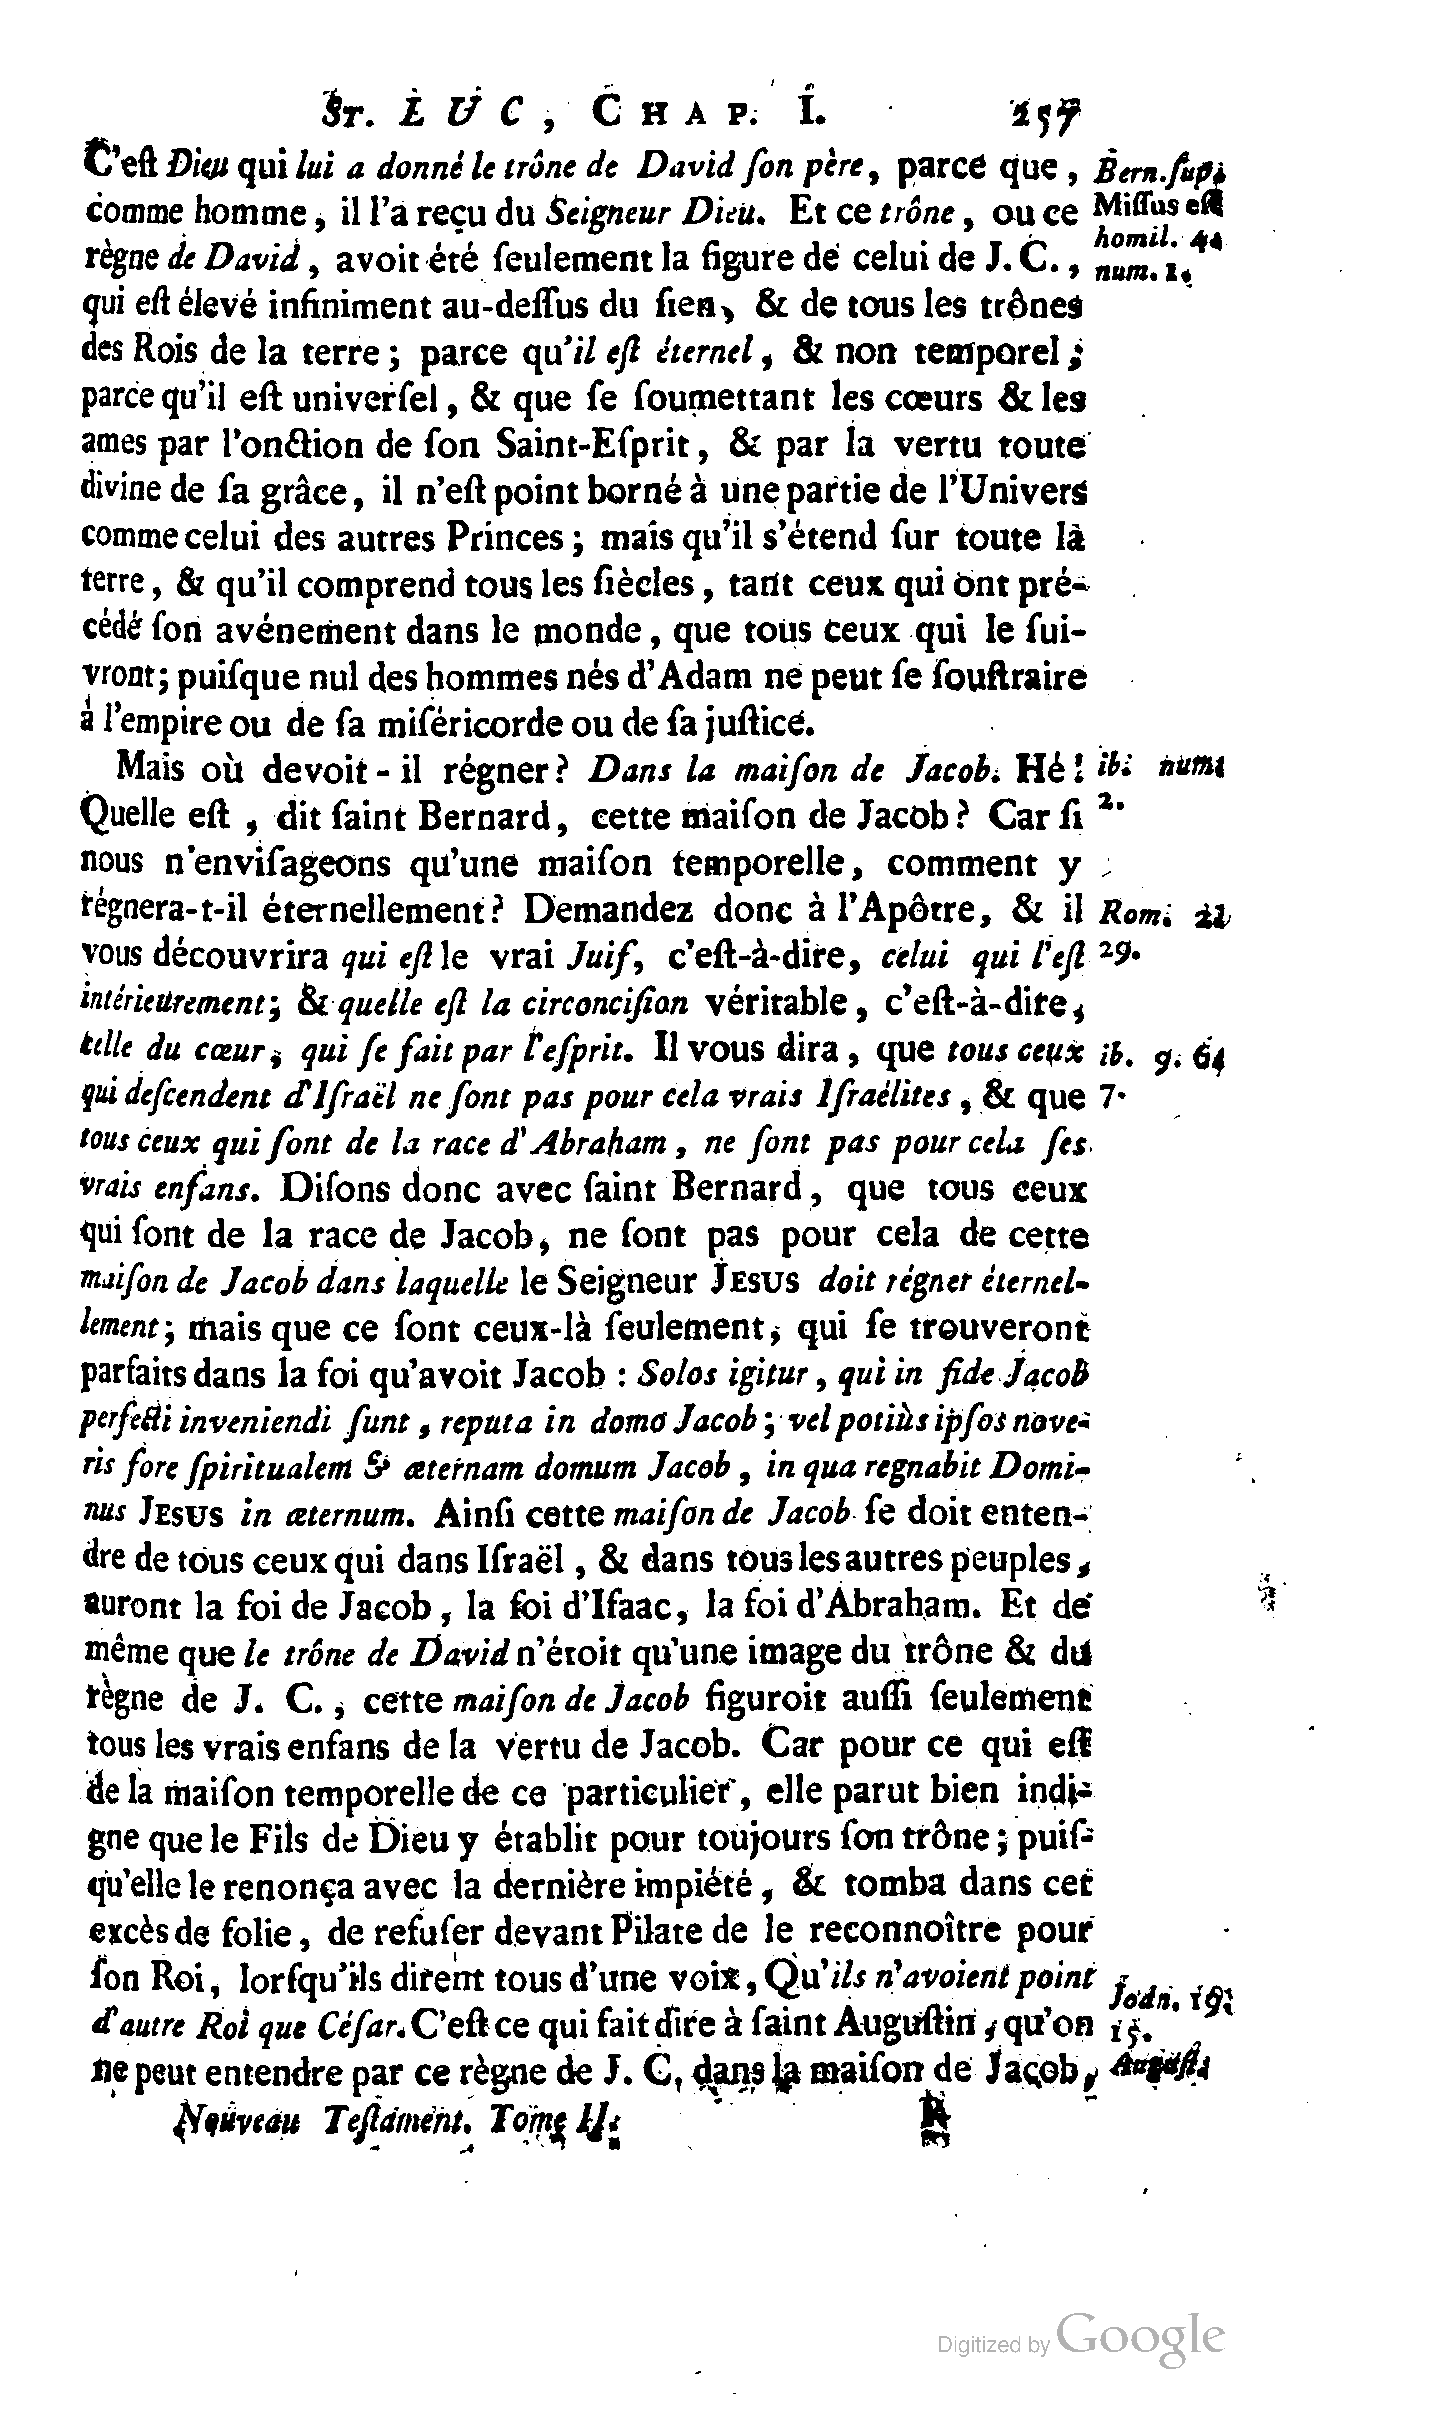 St. LUC, CHAP. I. 257
C'eſt Dieu qui lui a donné le trône de David ſon père, parce que,
comme homme, il l'a reçu du Seigneur Dieu. Et ce trône, ou ce
règne de David, avoit été ſeulement la figure de celui de J. C.,
qui eſt élevé infiniment au-deſſus du ſien, & de tous les trônes
des Rois de la terre; parce qu'il eſt éternel, & non temporel;
parce qu'il eſt univerſel, & que ſe ſoumettant les cœurs & les
ames par l'onction de ſon Saint-Eſprit, & par la vertu toute
divine de ſa grâce, il n'eſt point borné à une partie de l'Univers
comme celui des autres Princes; mais qu'il s'étend ſur toute la
terre, & qu'il comprend tous les ſiècles, tant ceux qui ont pré-
cédé ſon avénement dans le monde, que tous ceux qui le ſui-
vront; puiſque nul des hommes nés d'Adam ne peut ſe ſouſtraire
à l'empire ou de ſa miſéricorde ou de ſa juſtice.
Bern. ſup.
Miſſus eſt
homil. 4.
num. 1.
Mais où devoit-il régner? Dans la maiſon de Jacob. Hé!
Quelle eſt, dit ſaint Bernard, cette maiſon de Jacob? Car ſi
nous n'enviſageons qu'une maiſon temporelle, comment y
régnera-t-il éternellement? Demandez donc à l'Apôtre, & il
vous découvrira qui eſt le vrai Juif, c'eſt-à-dire, celui qui l'eſt
intérieurement; & quelle eſt la circonciſion véritable, c'eſt-à-dire,
celle du cœur, qui ſe fait par l'eſprit. Il vous dira, que tous ceux
qui deſcendent d'Iſraël ne ſont pas pour cela vrais Iſraélites, & que
tous ceux qui ſont de la race d'Abraham, ne ſont pas pour cela ſes
vrais enfans. Diſons donc avec ſaint Bernard, que tous ceux
qui ſont de la race de Jacob, ne ſont pas pour cela de cette
maiſon de Jacob dans laquelle le Seigneur JESUS doit régner éternel-
lement; mais que ce ſont ceux-là ſeulement, qui ſe trouveront
parfaits dans la foi qu'avoit Jacob : Solos igitur, qui in fide Jacob
perfecti inveniendi ſunt, reputa in domo Jacob; vel potiùs ipſos nove-
ris fore ſpiritualem & æternam domum Jacob, in qua regnabit Domi-
nus JESUS in æternum. Ainſi cette maiſon de Jacob ſe doit enten-
dre de tous ceux qui dans Iſraël, & dans tous les autres peuples,
auront la foi de Jacob, la foi d'Iſaac, la foi d'Abraham. Et de
même que le trône de David n'étoit qu'une image du trône & du
règne de J. C., cette maiſon de Jacob figuroit auſſi ſeulement
tous les vrais enfans de la vertu de Jacob. Car pour ce qui eſt
de la maiſon temporelle de ce particulier, elle parut bien indi-
gne que le Fils de Dieu y établit pour toujours ſon trône; puiſ-
qu'elle le renonça avec la dernière impiété, & tomba dans cet
excès de folie, de refuſer devant Pilate de le reconnoître pour
ſon Roi, lorſqu'ils dirent tous d'une voix, Qu'ils n'avoient point
d'autre Roi que Céſar. C'eſt ce qui fait dire à ſaint Auguſtin, qu'on
ne peut entendre par ce règne de J. C. dans la maiſon de Jacob,
ib. num.
2.
Rom. 2.
29.
ib. 9. 6.
7.
Joan. 19.
15.
Auguſt.
Nouveau Teſtament. Tome II. R
Digitized by Google